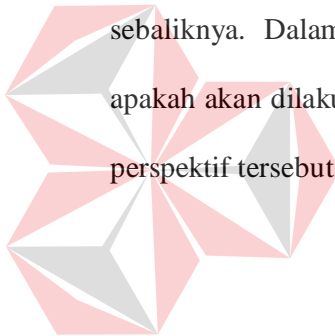 sebaliknya. Dalam
apakah akan dilaku
perspektif tersebut